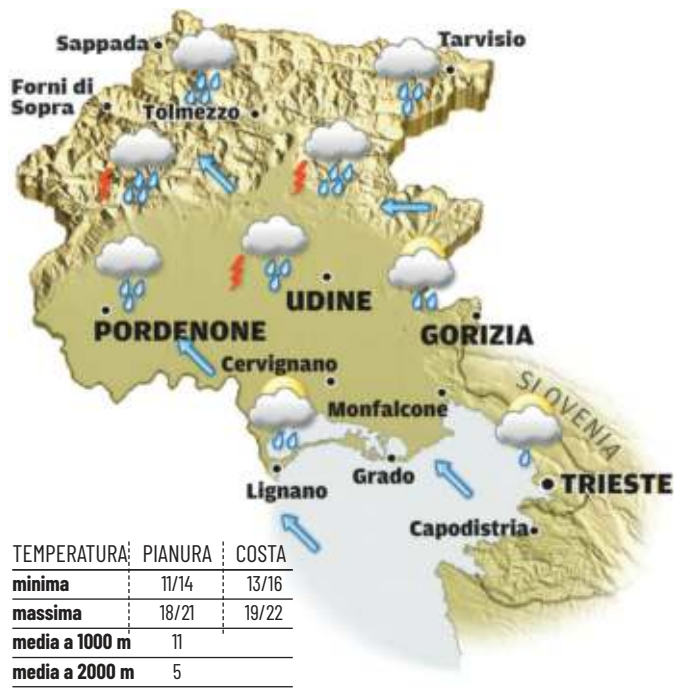 Sappada
Tarvisio
Forni di
Sopra
Tolmezzo
UDINE
PORDENONE
GORIZIA
Cervignano
SLOVENIA
Monfalcone
Grado
TRIESTE
Lignano
Capodistria
TEMPERATURA PIANURA COSTA
minima 11/14 13/16
massima 18/21 19/22
media a 1000 m 11
media a 2000 m 5